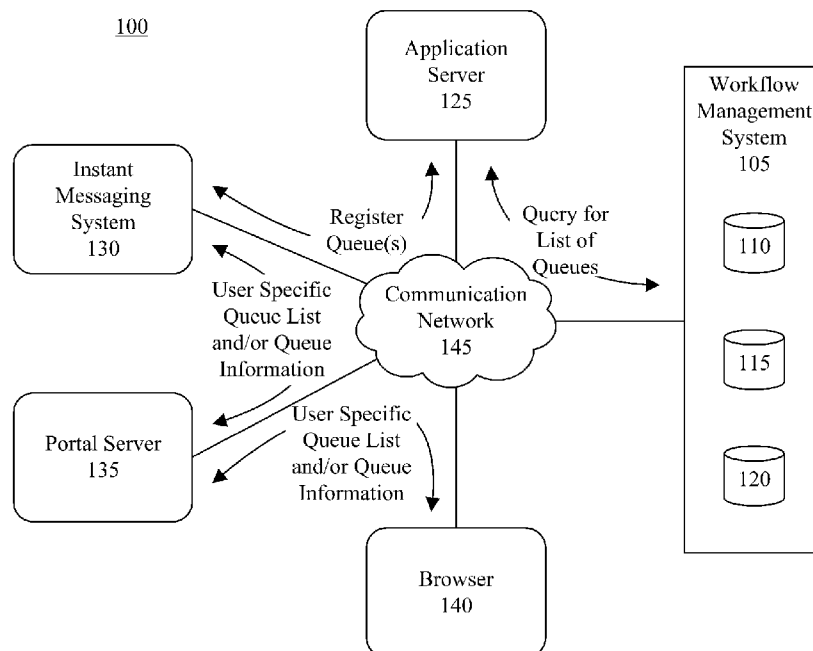 100
Application
Server
125
Workflow
Management
System
105
110
115
120
Instant
Messaging
System
130
Register
Queue(s)
Query for
List of
Queues
User Specific
Queue List
and/or Queue
Information
Communication
Network
145
Portal Server
135
User Specific
Queue List
and/or Queue
Information
Browser
140